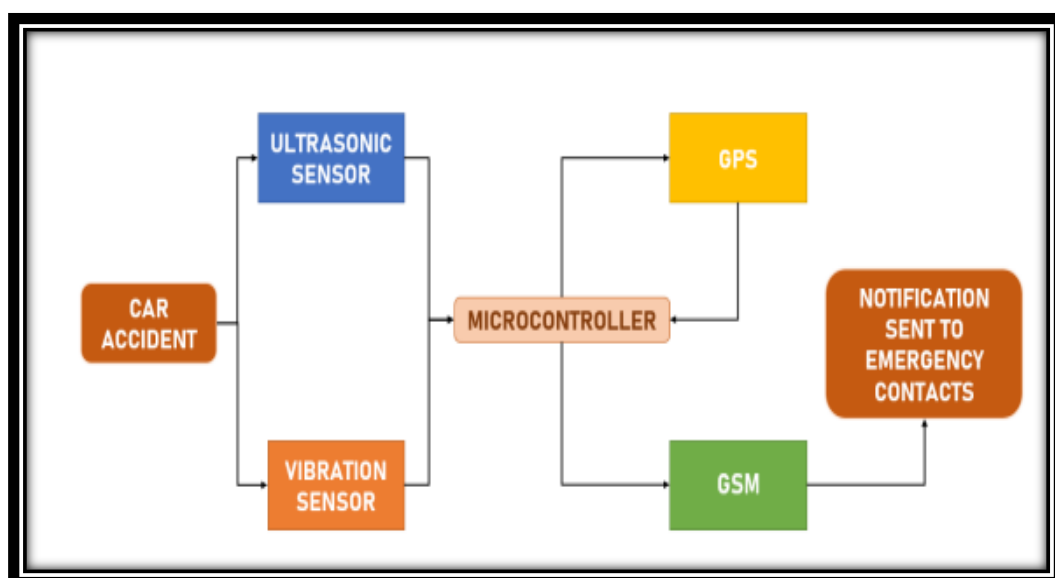 ULTRASONIC
SENSOR
GPS
CAR
ACCIDENT
MICROCONTROLLER
NOTIFICATION
SENT TO
EMERGENCY
CONTACTS
VIBRATION
SENSOR
GSM